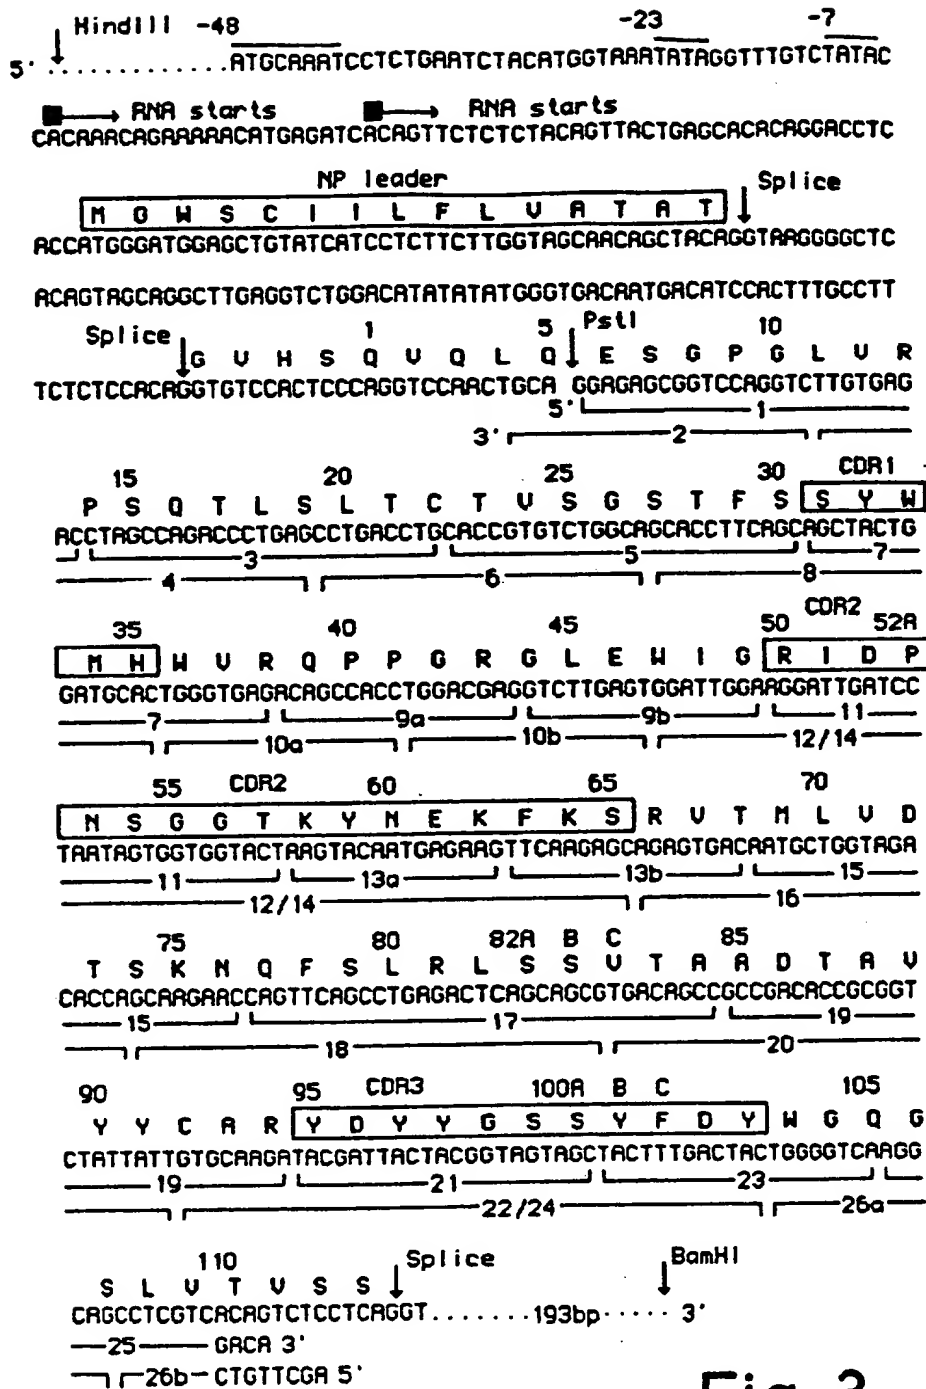 HindIII -48 -23 -7
5' ..............ATGCAAATCCTCTGAATCTACATGGTAAATATAGGTTTGTCTATAC
RNA starts RNA starts
CACAAACAGAAAAACATGAGATCACAGTTCTCTCTACAGTTACTGAGCACACAGGACCTC
NP leader Splice
M G W S C I I L F L V A T A T
ACCATGGGATGGAGCTGTATCATCCTCTTCTTGGTAGCAACAGCTACAGGTAAGGGGCTC
ACAGTAGCAGGCTTGAGGTCTGGACATATATATGGGTGACAATGACATCCACTTTGCCTT
Splice 1 5 PstI 10
G V H S Q V Q L Q E S G P G L V R
TCTCTCCACAGGTGTCCACTCCCAGGTCCAACTGCA GGAGAGCGGTCCAGGTCTTGTGAG
5' 1
3' 2
15 20 25 30 CDR1
P S Q T L S L T C T V S G S T F S S Y W
ACCTAGCCAGACCCTGAGCCTGACCTGCACCGTGTCTGGCAGCACCTTCAGCAGCTACTG
3 5 7
4 6 8
35 40 45 50 CDR2 52A
M H W V R Q P P G R G L E W I G R I D P
GATGCACTGGGTGAGACAGCCACCTGGACGAGGTCTTGAGTGGATTGGAAGGATTGATCC
7 9a 9b 11
10a 10b 12/14
55 CDR2 60 65 70
N S G G T K Y N E K F K S R V T M L V D
TAATAGTGGTGGTACTAAGTACAATGAGAAGTTCAAGAGCAGAGTGACAATGCTGGTAGA
11 13a 13b 15
12/14 16
75 80 82A B C 85
T S K N Q F S L R L S S V T A A D T A V
CACCAGCAAGAACCAGTTCAGCCTGAGACTCAGCAGCGTGACAGCCGCCGACACCGCGGT
15 17 19
18 20
90 95 CDR3 100A B C 105
Y Y C A R Y D Y Y G S S Y F D Y W G Q G
CTATTATTGTGCAAGATACGATTACTACGGTAGTAGCTACTTTGACTACTGGGGTCAAGG
19 21 23
22/24 26a
110 Splice BamHI
S L V T V S S
CAGCCTCGTCACAGTCTCCTCAGGT.......193bp...... 3'
25 GACA 3'
26b CTGTTCGA 5'